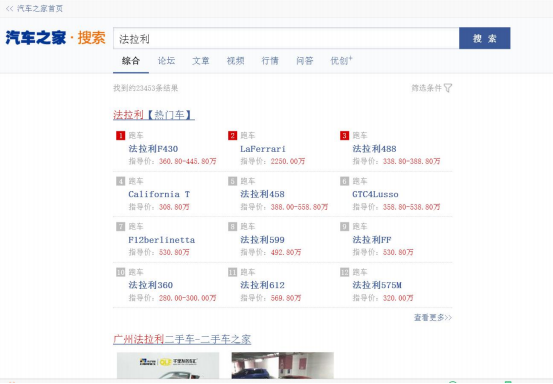 << 汽车之家首页
汽车之家·搜索
法拉利
搜 索
综合 论坛 文章 视频 行情 问答 优创+
找到约23453条结果
筛选条件
法拉利【热门车】
1 跑车
法拉利F430
指导价: 360.80-445.80万
2 跑车
LaFerrari
指导价: 2250.00万
3 跑车
法拉利488
指导价: 338.80-388.80万
4 跑车
California T
指导价: 308.80万
5 跑车
法拉利458
指导价: 388.00-558.80万
6 跑车
GTC4Lusso
指导价: 358.80-538.80万
7 跑车
F12berlinetta
指导价: 530.80万
8 跑车
法拉利599
指导价: 492.80万
9 跑车
法拉利FF
指导价: 530.80万
10 跑车
法拉利360
指导价: 280.00-300.00万
11 跑车
法拉利612
指导价: 569.80万
12 跑车
法拉利575M
指导价: 320.00万
查看更多>>
广州法拉利二手车-二手车之家